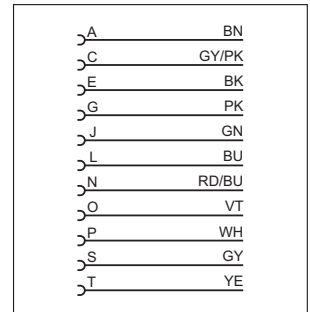 A BN
C GY/PK
E BK
G PK
J GN
L BU
N RD/BU
O VT
P WH
S GY
T YE